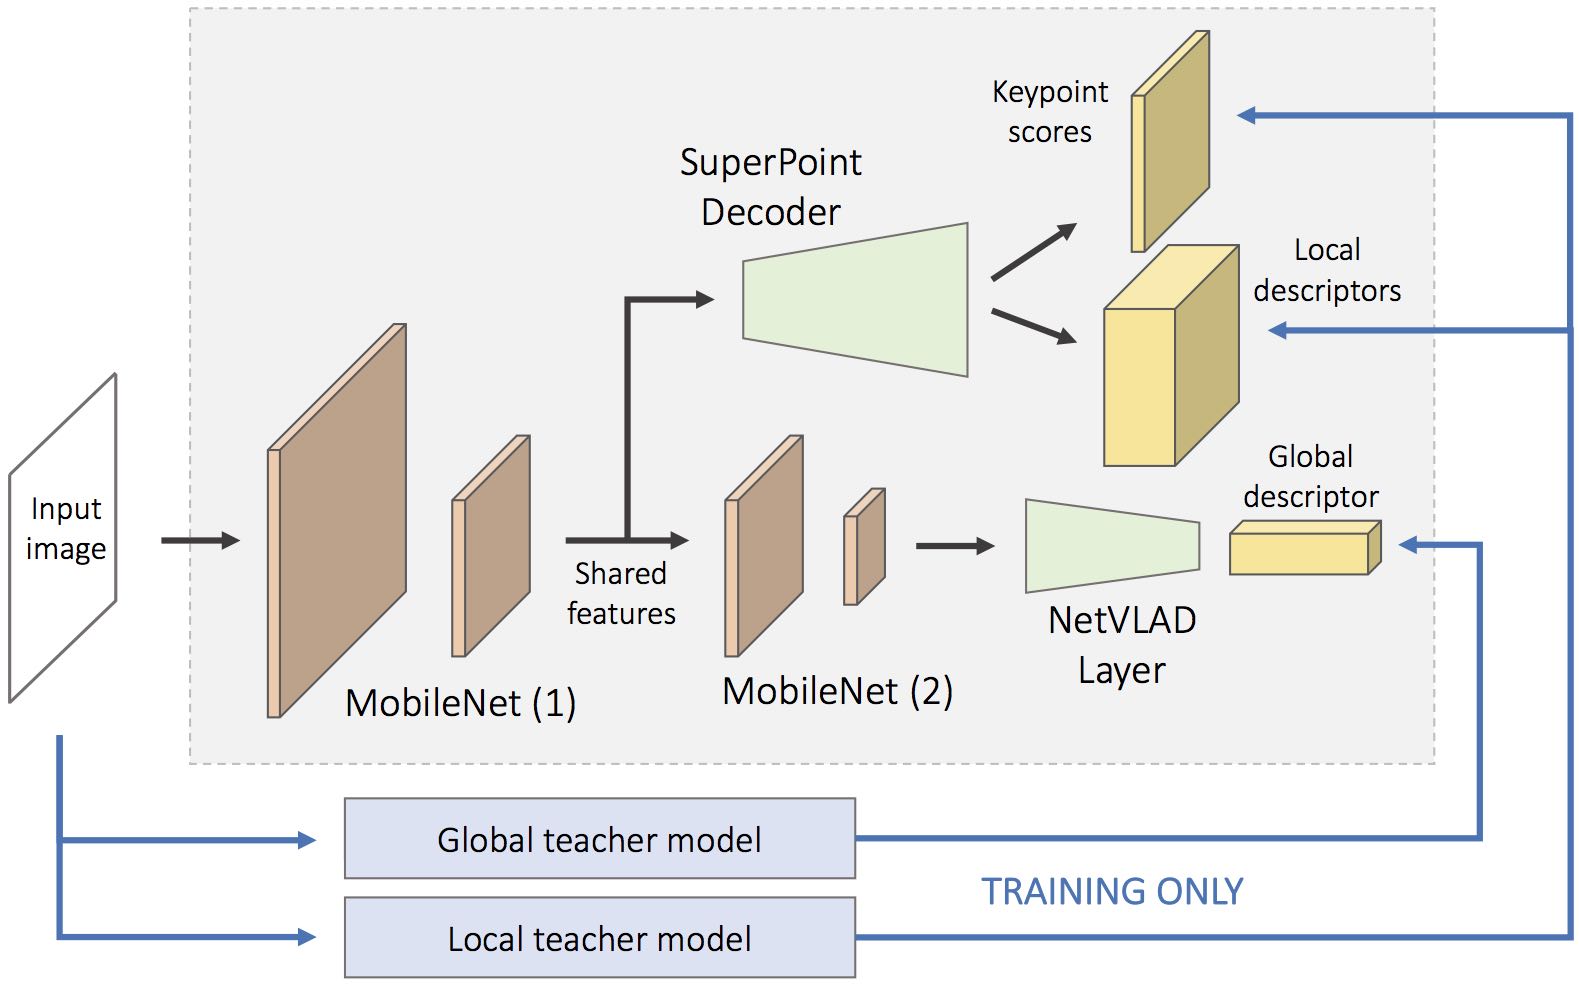 Keypoint
scores
SuperPoint
Decoder
Local
descriptors
Global
descriptor
Input
image
Shared
features
NetVLAD
Layer
MobileNet (1)
MobileNet (2)
Global teacher model
TRAINING ONLY
Local teacher model